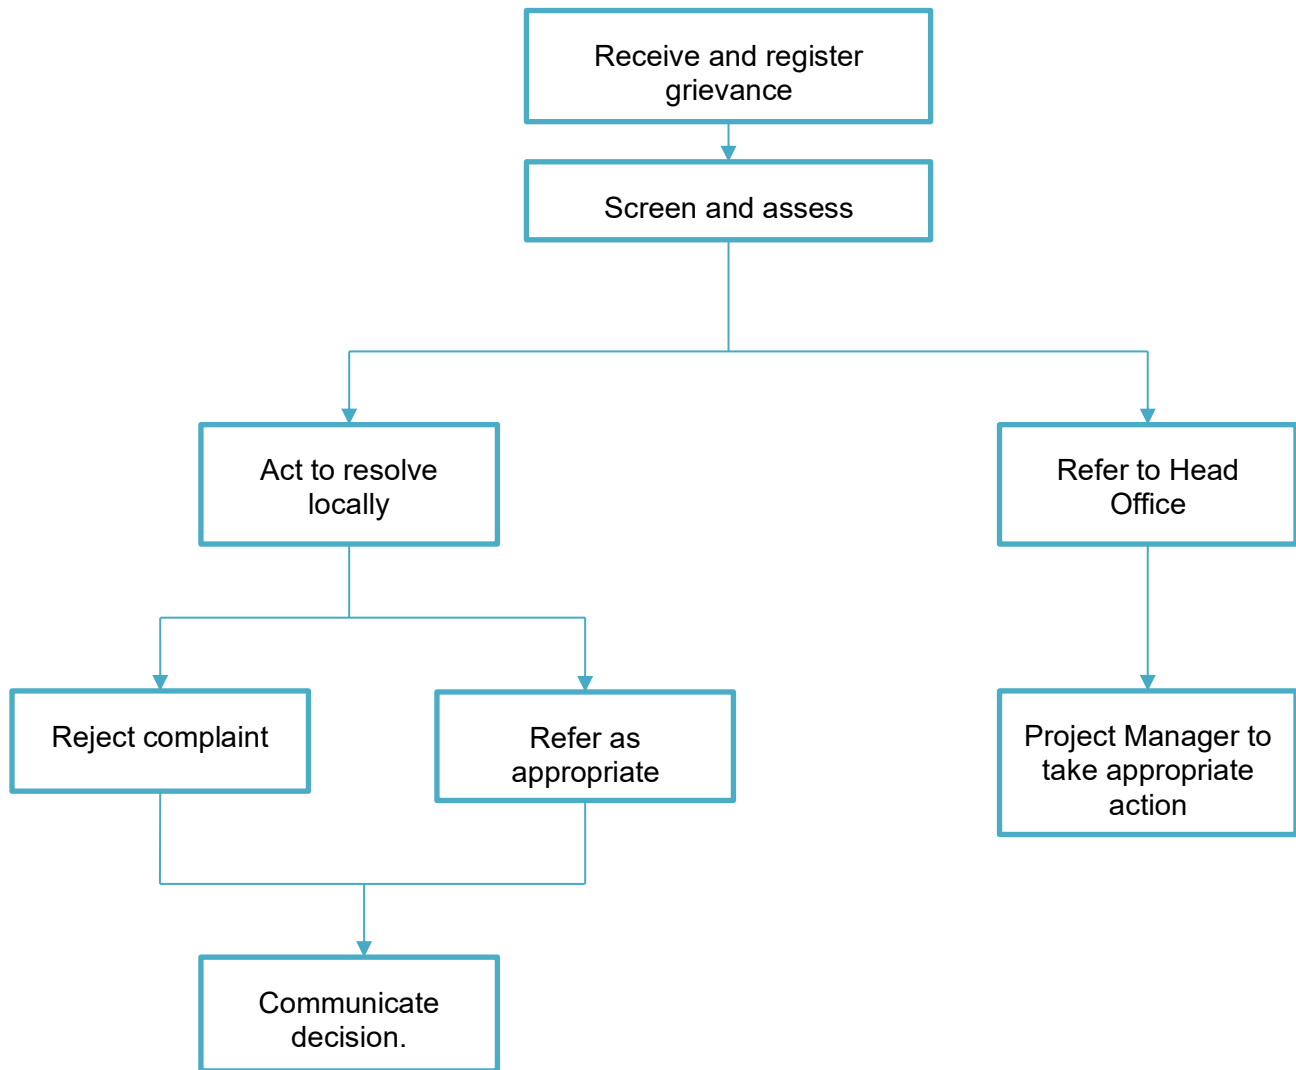 Receive and register
grievance
Screen and assess
Act to resolve
locally
Refer to Head
Office
Reject complaint
Refer as
appropriate
Project Manager to
take appropriate
action
Communicate
decision.